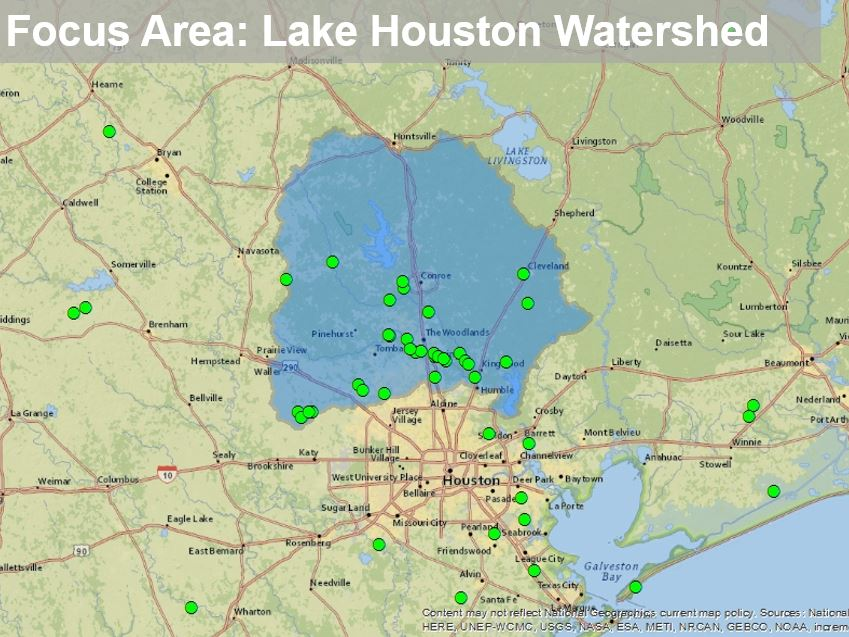 Focus Area: Lake Houston Watershed
Madisonville
Trinity
Hearne
Huntsville
Woodville
LAKE
LIVINGSTON
Livingston
Bryan
College
Station
Caldwell
Shepherd
Navasota
Somerville
Conroe
Cleveland
Kountze
Silsbee
Lumberton
Brenham
Pinehurst
The Woodlands
Daisetta
Sour Lake
Hempstead
Prairie View
Waller
290
Liberty
Beaumont
Dayton
Humble
Bellville
Nederland
La Grange
Jersey
Village
Crosby
Barrett
Mont Belvieu
Winnie
Sealy
Katy
Bunker Hill
Village
Cloverleaf
Channelview
Anahuac
Stowell
Brookshire
10
Weimar
Columbus
West University Place
Houston
Deer Park
Baytown
Bellaire
La Porte
Sugar Land
Missouri City
Eagle Lake
Pearland
Seabrook
90
East Bernard
Rosenberg
Friendswood
League City
Galveston
Bay
Alvin
Needville
Texas City
Santa Fe
La Marque
Wharton
Content may not reflect National Geographic's current map policy. Sources: National
HERE, UNEP-WCMC, USGS, NASA, ESA, METI, NRCAN, GEBCO, NOAA, increm